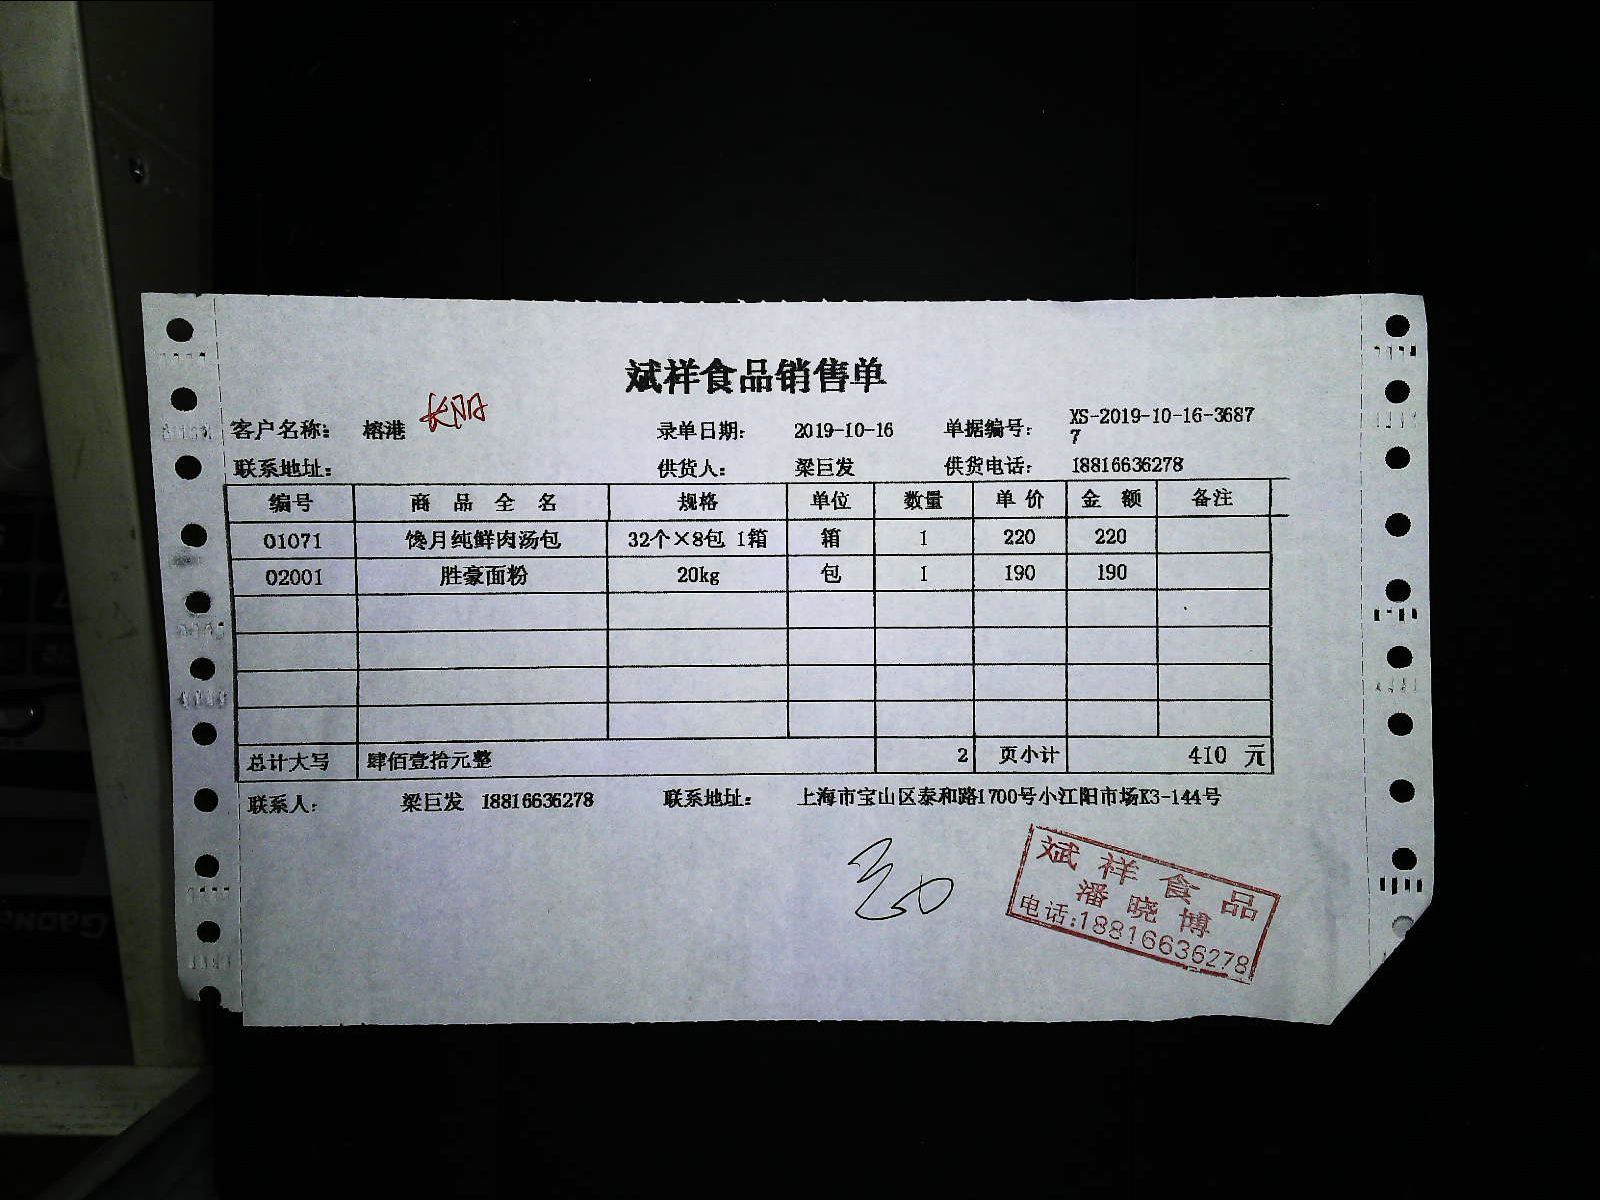 斌祥食品销售单
客户名称: 榕港 长阳 录单日期: 2019-10-16 单据编号: XS-2019-10-16-3687
7
联系地址: 供货人: 梁巨发 供货电话: 18816636278
编号 商品全名 规格 单位 数量 单价 金额 备注
01071 馋月纯鲜肉汤包 32个×8包 1箱 箱 1 220 220
02001 胜豪面粉 20kg 包 1 190 190
总计大写 肆佰壹拾元整 2 页小计 410 元
联系人: 梁巨发 18816636278 联系地址: 上海市宝山区泰和路1700号小江阳市场K3-144号
斌祥食品
潘晓博
电话:18816636278